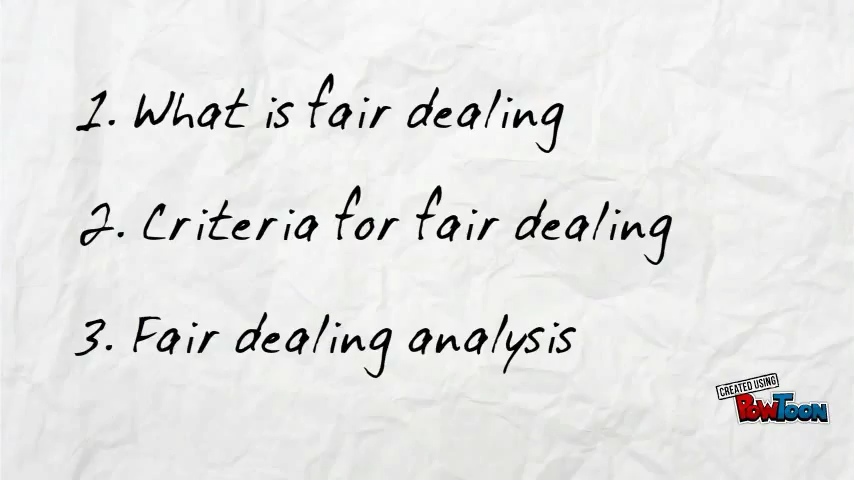 1. What is fair dealing
2. Criteria for fair dealing
3. Fair dealing analysis
CREATED USING
POWTOON